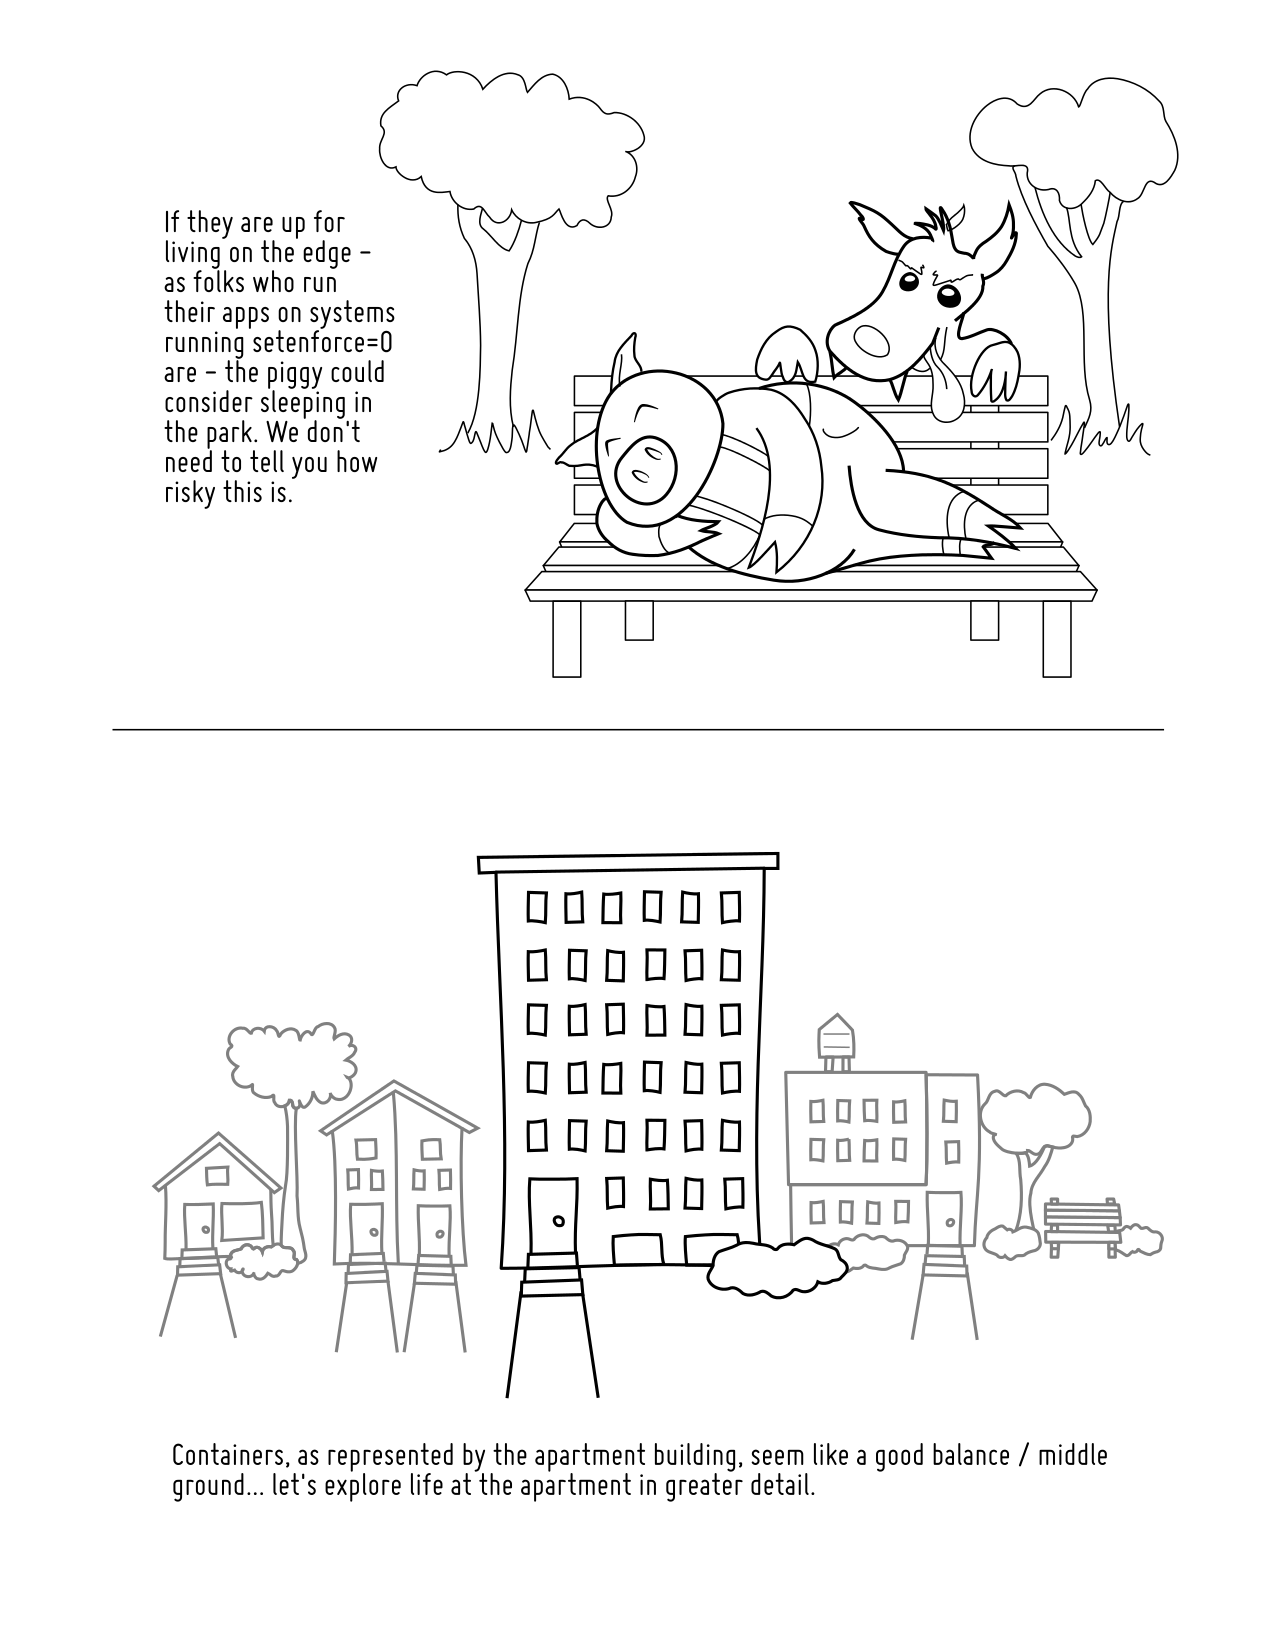 If they are up for
living on the edge –
as folks who run
their apps on systems
running setenforce=0
are – the piggy could
consider sleeping in
the park. We don't
need to tell you how
risky this is.
Containers, as represented by the apartment building, seem like a good balance / middle
ground... let's explore life at the apartment in greater detail.